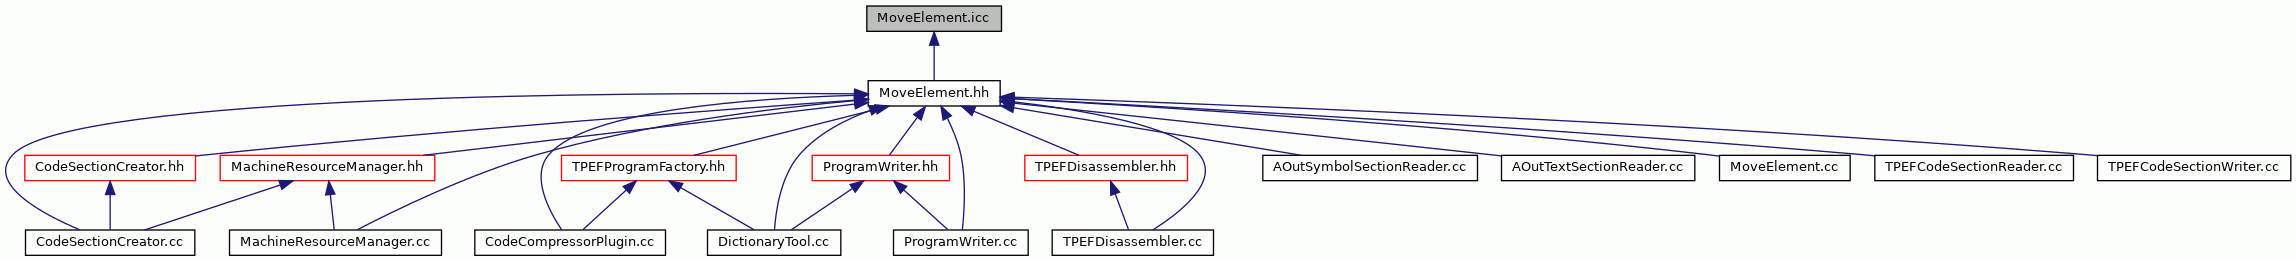 MoveElement.icc
MoveElement.hh
CodeSectionCreator.hh
MachineResourceManager.hh
TPEFProgramFactory.hh
ProgramWriter.hh
TPEFDisassembler.hh
AOutSymbolSectionReader.cc
AOutTextSectionReader.cc
MoveElement.cc
TPEFCodeSectionReader.cc
TPEFCodeSectionWriter.cc
CodeSectionCreator.cc
MachineResourceManager.cc
CodeCompressorPlugin.cc
DictionaryTool.cc
ProgramWriter.cc
TPEFDisassembler.cc